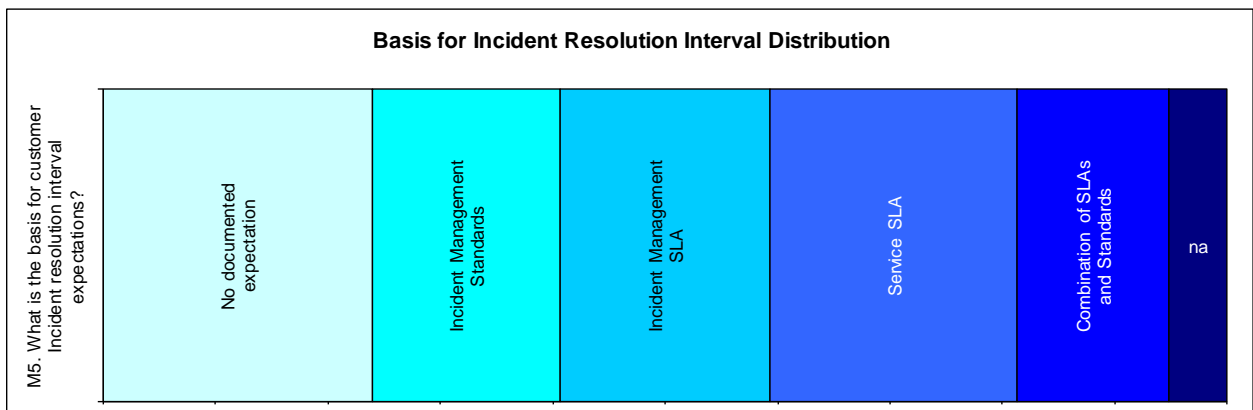 Basis for Incident Resolution Interval Distribution
M5. What is the basis for customer
Incident resolution interval
expectations?
No documented
expectation
Incident Management
Standards
Incident Management
SLA
Service SLA
Combination of SLAs
and Standards
na